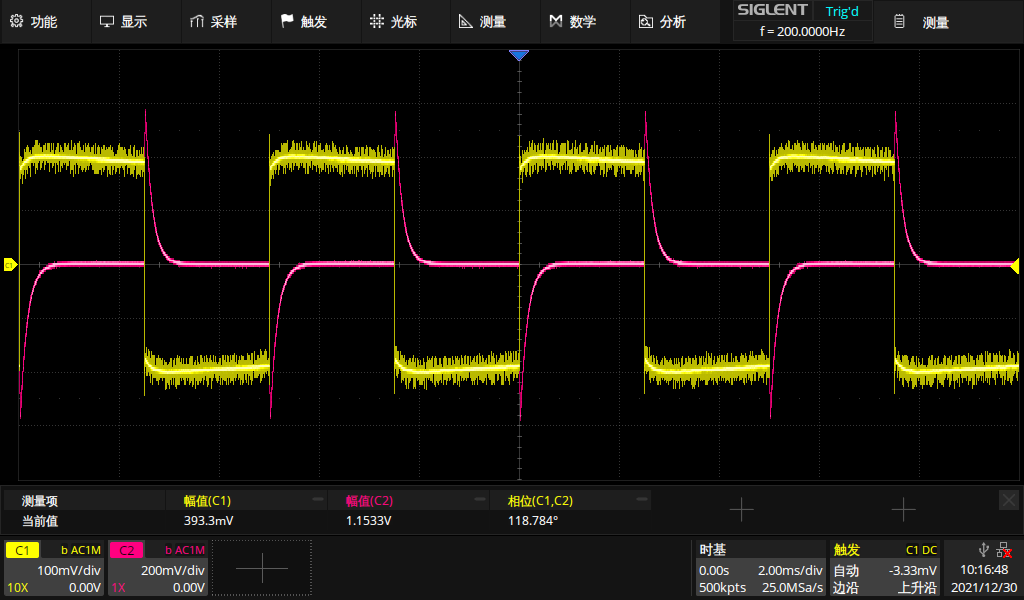 功能 显示 采样 触发 光标 测量 数学 分析 SIGLENT Trig'd 测量
f = 200.0000Hz
C1
测量项 幅值(C1) 幅值(C2) 相位(C1,C2)
当前值 393.3mV 1.1533V 118.784°
C1 b AC1M C2 b AC1M 时基 触发 C1 DC
100mV/div 200mV/div 0.00s 2.00ms/div 自动 -3.33mV 10:16:48
10X 0.00V 1X 0.00V 500kpts 25.0MSa/s 边沿 上升沿 2021/12/30